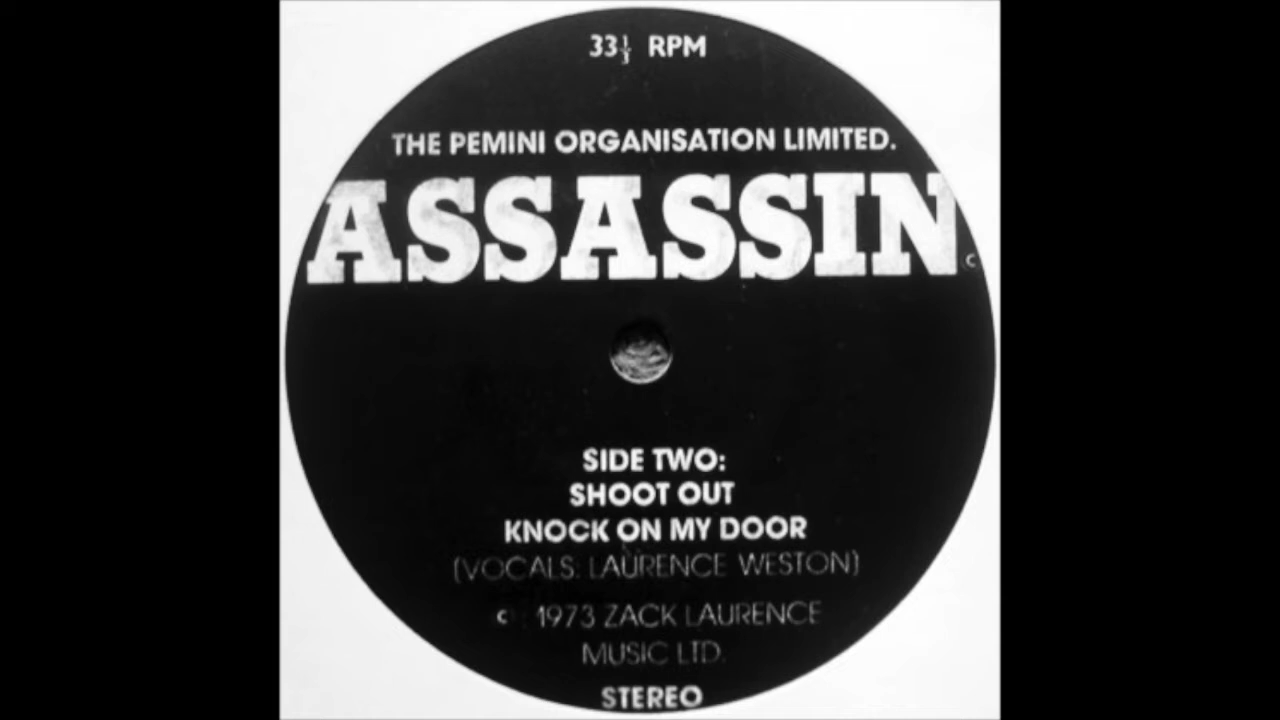 33⅓ RPM
THE PEMINI ORGANISATION LIMITED.
ASSASSIN c
SIDE TWO:
SHOOT OUT
KNOCK ON MY DOOR
(VOCALS: LAURENCE WESTON)
c 1973 ZACK LAURENCE
MUSIC LTD.
STEREO